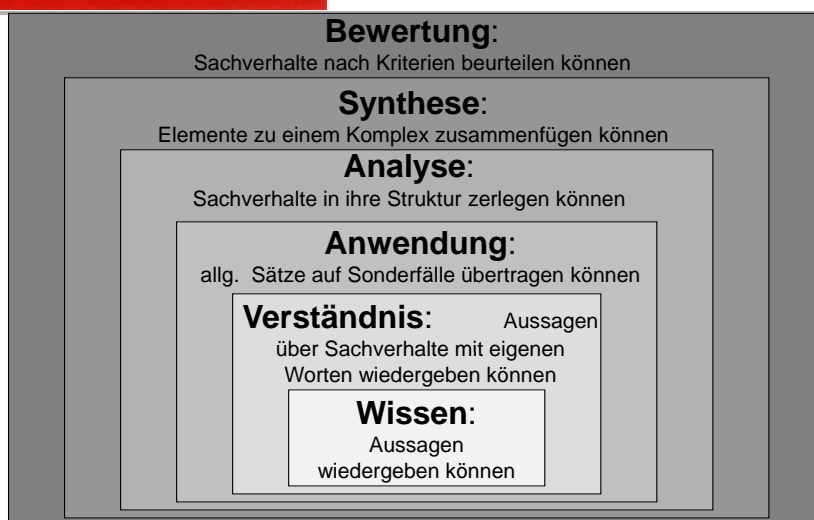 Bewertung:
Sachverhalte nach Kriterien beurteilen können
Synthese:
Elemente zu einem Komplex zusammenfügen können
Analyse:
Sachverhalte in ihre Struktur zerlegen können
Anwendung:
allg. Sätze auf Sonderfälle übertragen können
Verständnis: Aussagen
über Sachverhalte mit eigenen
Worten wiedergeben können
Wissen:
Aussagen
wiedergeben können